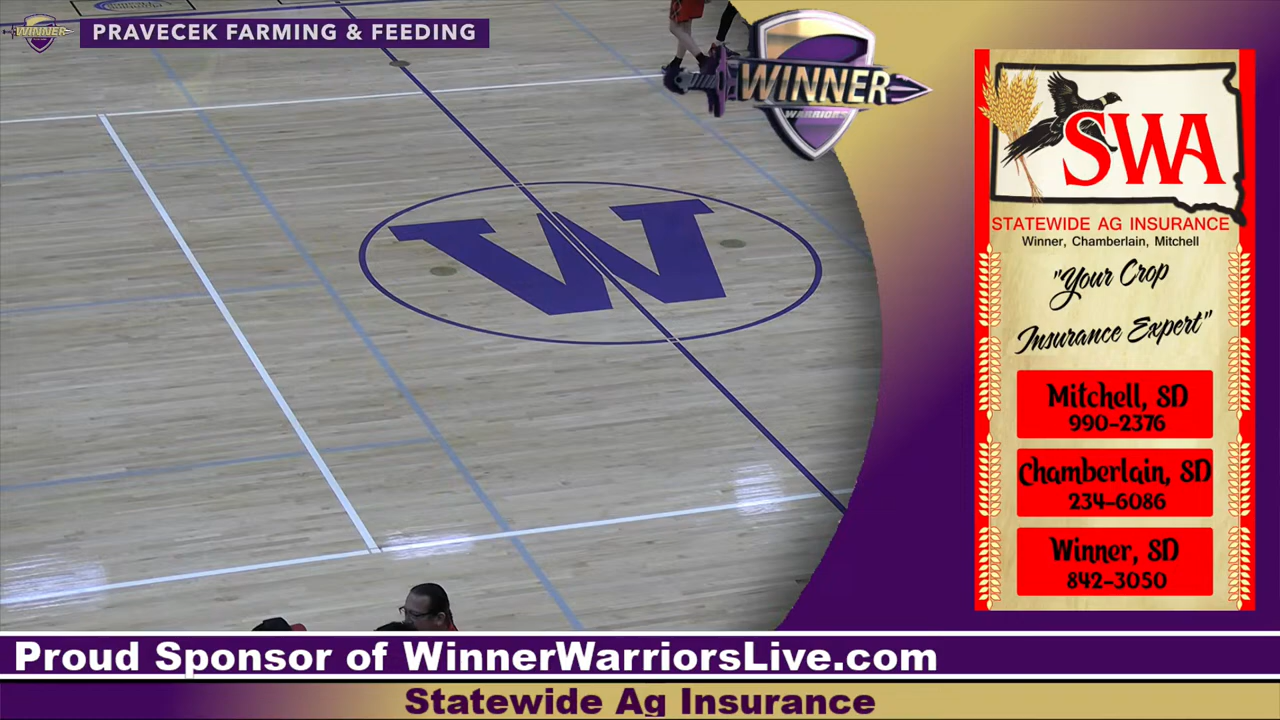 WINNER
PRAVECEK FARMING & FEEDING
WINNER
WARRIORS
W
SWA
STATEWIDE AG INSURANCE
Winner, Chamberlain, Mitchell
"Your Crop
Insurance Expert"
Mitchell, SD
990-2376
Chamberlain, SD
234-6086
Winner, SD
842-3050
Proud Sponsor of WinnerWarriorsLive.com
Statewide Ag Insurance